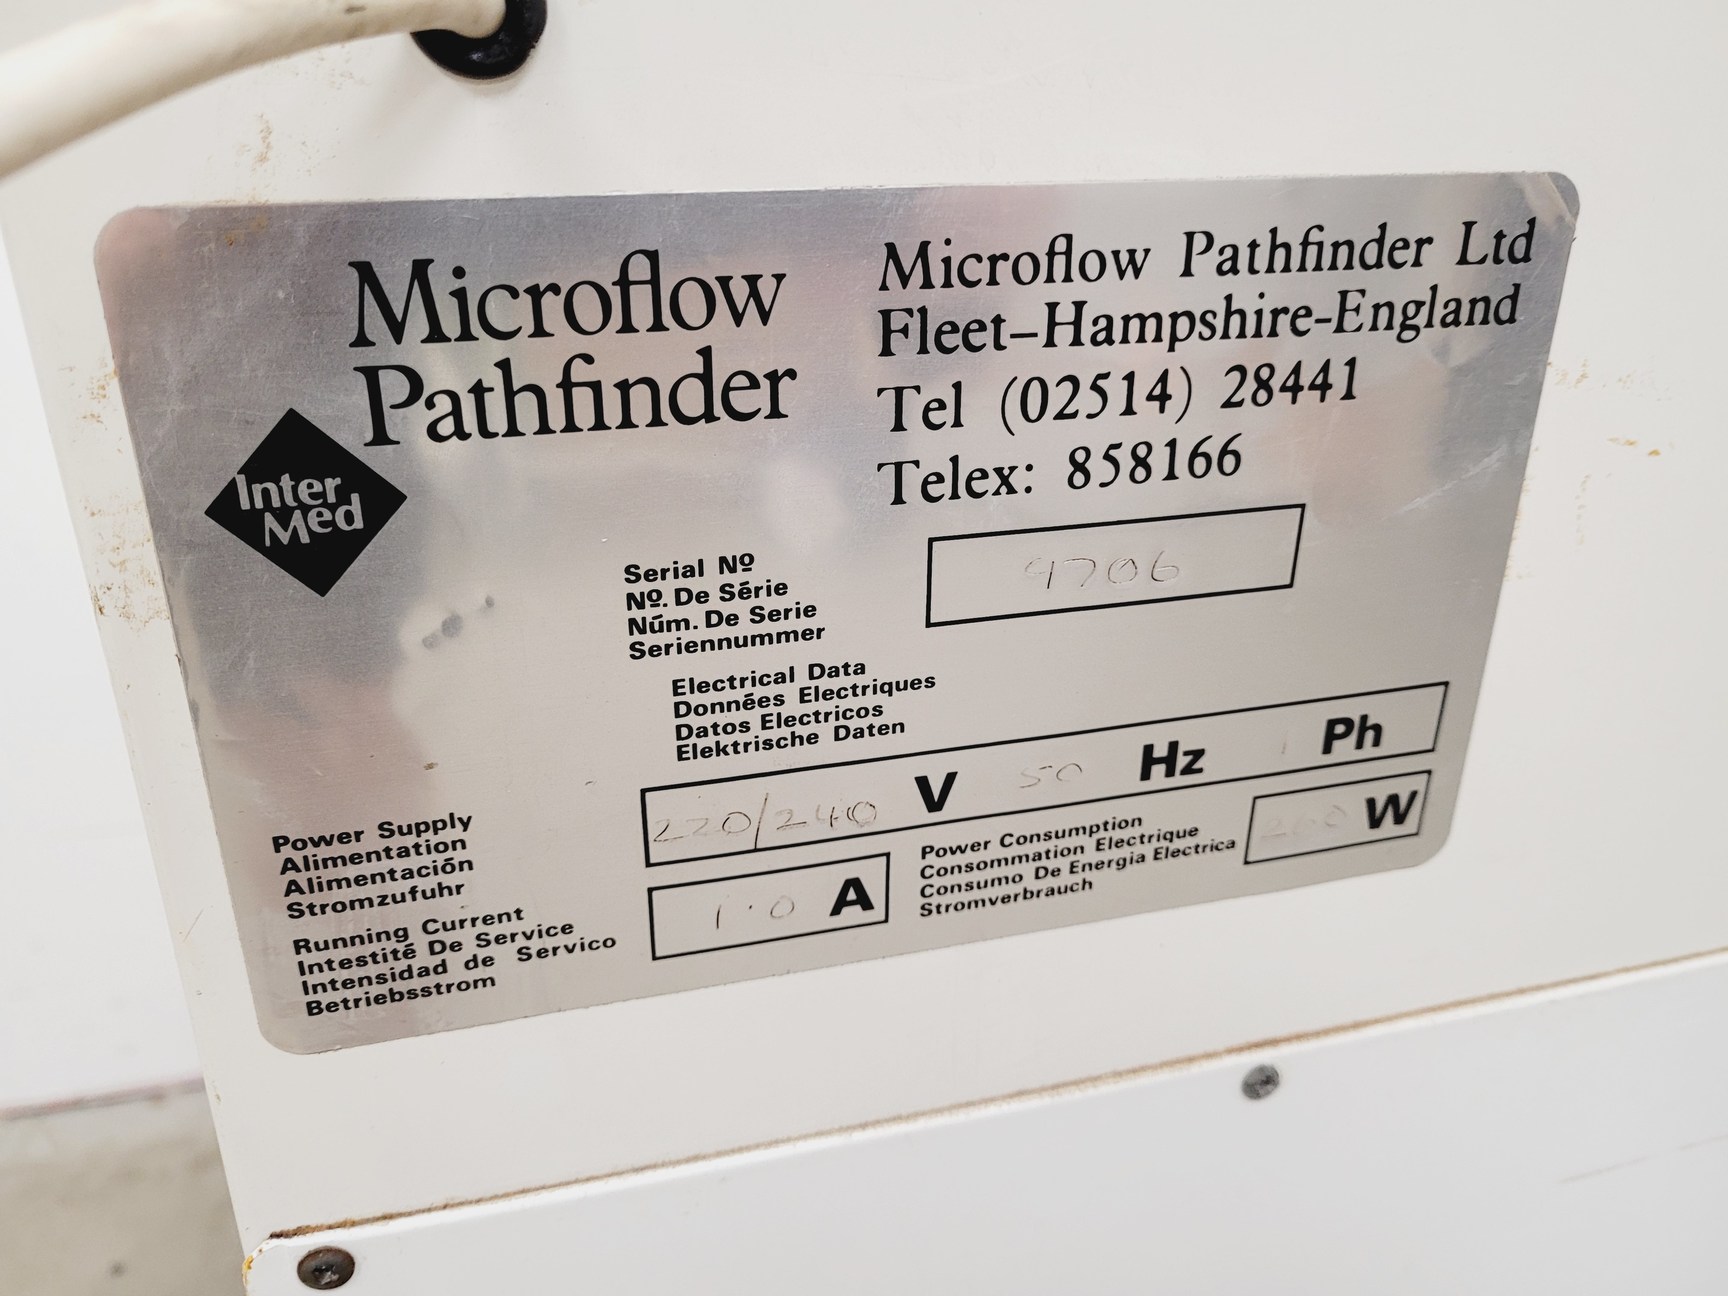 Microflow
Pathfinder
Inter
Med
Microflow Pathfinder Ltd
Fleet–Hampshire-England
Tel (02514) 28441
Telex: 858166
Serial Nº
Nº. De Série
Núm. De Serie
Seriennummer
9706
Electrical Data
Données Electriques
Datos Electricos
Elektrische Daten
Power Supply
Alimentation
Alimentación
Stromzufuhr
220/240 V 50 Hz 1 Ph
Running Current
Intestité De Service
Intensidad de Servico
Betriebsstrom
1.0 A
Power Consumption
Consommation Electrique
Consumo De Energia Electrica
Stromverbrauch
W